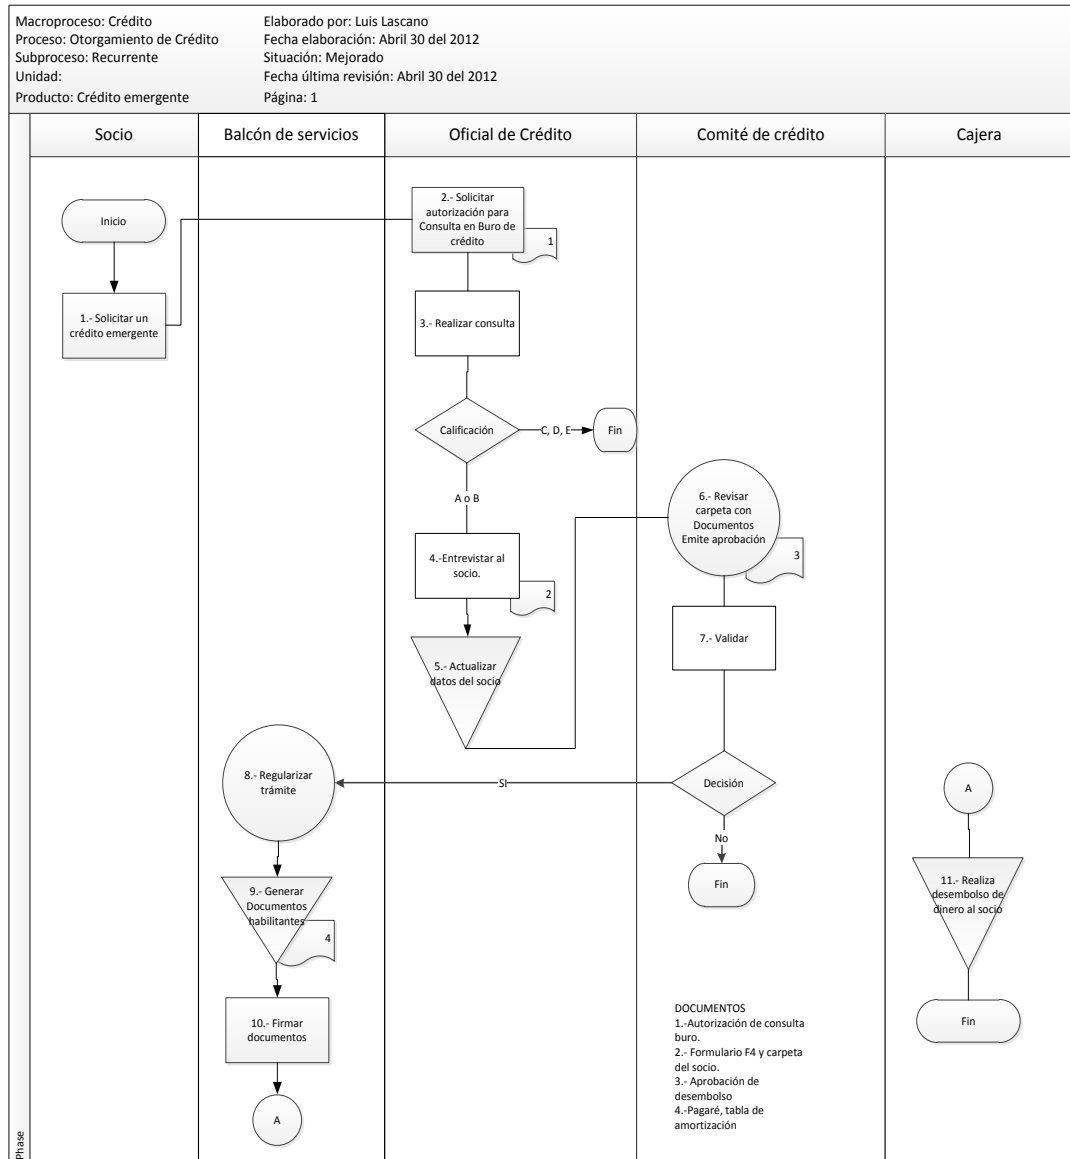 Macroproceso: Crédito
Proceso: Otorgamiento de Crédito
Subproceso: Recurrente
Unidad:
Producto: Crédito emergente
Elaborado por: Luis Lascano
Fecha elaboración: Abril 30 del 2012
Situación: Mejorado
Fecha última revisión: Abril 30 del 2012
Página: 1
Socio
Balcón de servicios
Oficial de Crédito
Comité de crédito
Cajera
Inicio
1.- Solicitar un
crédito emergente
2.- Solicitar
autorización para
Consulta en Buro de
crédito
1
3.- Realizar consulta
Calificación
C, D, E
Fin
A o B
4.-Entrevistar al
socio.
2
5.- Actualizar
datos del socio
6.- Revisar
carpeta con
Documentos
Emite aprobación
3
7.- Validar
Decisión
SI
No
Fin
8.- Regularizar
trámite
9.- Generar
Documentos
habilitantes
4
10.- Firmar
documentos
A
A
11.- Realiza
desembolso de
dinero al socio
Fin
DOCUMENTOS
1.-Autorización de consulta
buro.
2.- Formulario F4 y carpeta
del socio.
3.- Aprobación de
desembolso
4.-Pagaré, tabla de
amortización
Phase